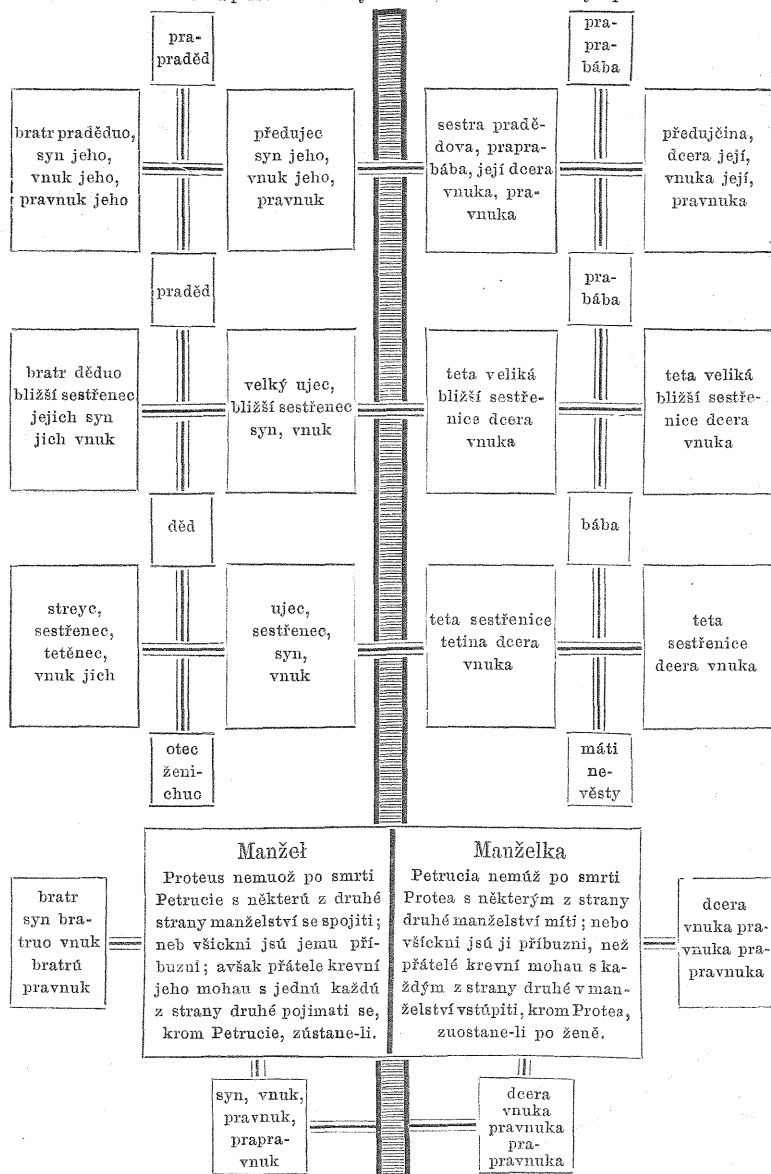 pra-
praděd
pra-
pra-
bába
bratr praděduo,
syn jeho,
vnuk jeho,
pravnuk jeho
předujec
syn jeho,
vnuk jeho,
pravnuk
sestra pradě-
dova, prapra-
bába, její dcera
vnuka, pra-
vnuka
předujčina,
dcera její,
vnuka její,
pravnuka
praděd
pra-
bába
bratr děduo
bližší sestřenec
jejich syn
jich vnuk
velký ujec,
bližší sestřenec
syn, vnuk
teta veliká
bližší sestře-
nice dcera
vnuka
teta veliká
bližší sestře-
nice dcera
vnuka
děd
bába
streyc,
sestřenec,
tetěnec,
vnuk jích
ujec,
sestřenec,
syn,
vnuk
teta sestřenice
tetina dcera
vnuka
teta
sestřenice
dcera vnuka
otec
ženi-
chuo
máti
ne-
věsty
Manžel
Proteus nemuož po smrti
Petrucie s některú z druhé
strany manželství se spojiti;
neb všickni jsú jemu pří-
buzni; avšak přátele krevní
jeho mohau s jednú každú
z strany druhé pojimati se,
krom Petrucie, zústane-li.
Manželka
Petrucia nemúž po smrti
Protea s některým z strany
druhé manželství míti; nebo
všíckni jsú ji příbuzni, než
přátelé krevní mohau s ka-
ždým z strany druhé v man-
želství vstúpiti, krom Protea,
zuostane-li po ženě.
bratr
syn bra-
truo vnuk
bratrú
pravnuk
dcera
vnuka pra-
vnuka pra-
pravnuka
syn, vnuk,
pravnuk,
prapra-
vnuk
dcera
vnuka
pravnuka
pra-
pravnuka